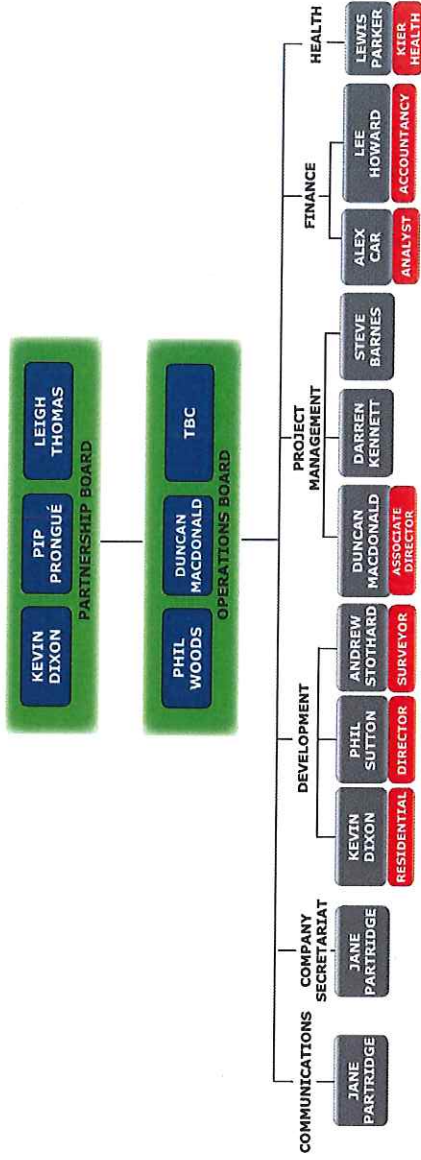 KEVIN
DIXON
PIP
PRONGUÉ
LEIGH
THOMAS
PARTNERSHIP BOARD
PHIL
WOODS
DUNCAN
MACDONALD
TBC
OPERATIONS BOARD
COMMUNICATIONS
JANE
PARTRIDGE
COMPANY
SECRETARIAT
JANE
PARTRIDGE
DEVELOPMENT
KEVIN
DIXON
RESIDENTIAL
PHIL
SUTTON
DIRECTOR
ANDREW
STOTHARD
SURVEYOR
PROJECT
MANAGEMENT
DUNCAN
MACDONALD
ASSOCIATE
DIRECTOR
DARREN
KENNETT
STEVE
BARNES
FINANCE
ALEX
CAR
ANALYST
LEE
HOWARD
ACCOUNTANCY
HEALTH
LEWIS
PARKER
KIER
HEALTH